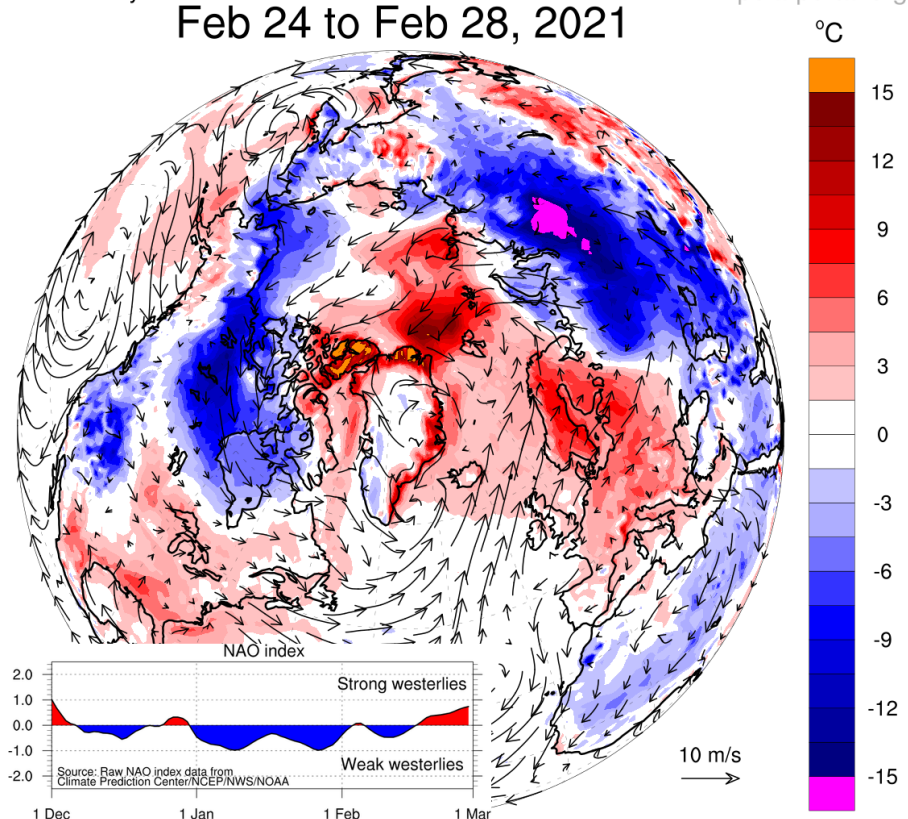 Feb 24 to Feb 28, 2021
°C
15
12
9
6
3
0
-3
-6
-9
-12
-15
10 m/s
NAO index
2.0
1.0
0.0
-1.0
-2.0
Strong westerlies
Weak westerlies
Source: Raw NAO index data from
Climate Prediction Center/NCEP/NWS/NOAA
1 Dec
1 Jan
1 Feb
1 Mar